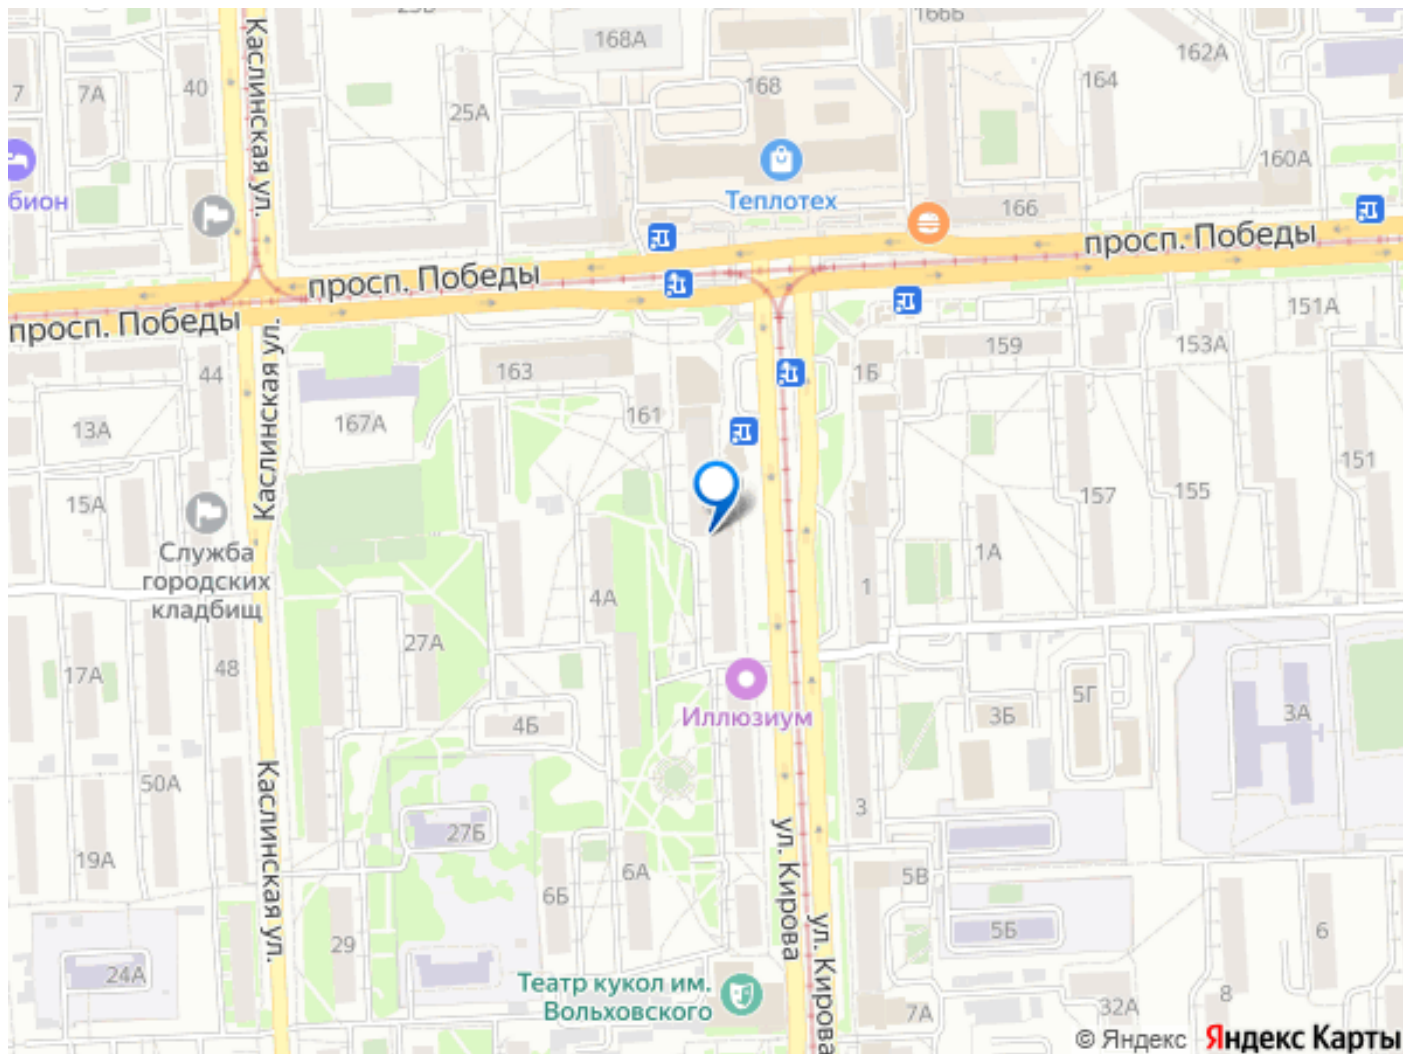 166Б
Каслинская ул.
168А
162А
168
164
7
7А
40
25А
160А
бион
Теплотех
166
просп. Победы
просп. Победы
просп. Победы
151А
Каслинская ул.
159
153А
44
163
1Б
161
13А
167А
151
15А
157
155
Служба
городских
кладбищ
1А
4А
1
27А
17А
48
5Г
Иллюзиум
3Б
3А
4Б
50А
Каслинская ул.
3
27Б
ул. Кирова
19А
6А
5В
6Б
ул. Кирова
29
5Б
6
24А
Театр кукол им.
Вольховского
8
32А
7А
© Яндекс Яндекс Карты